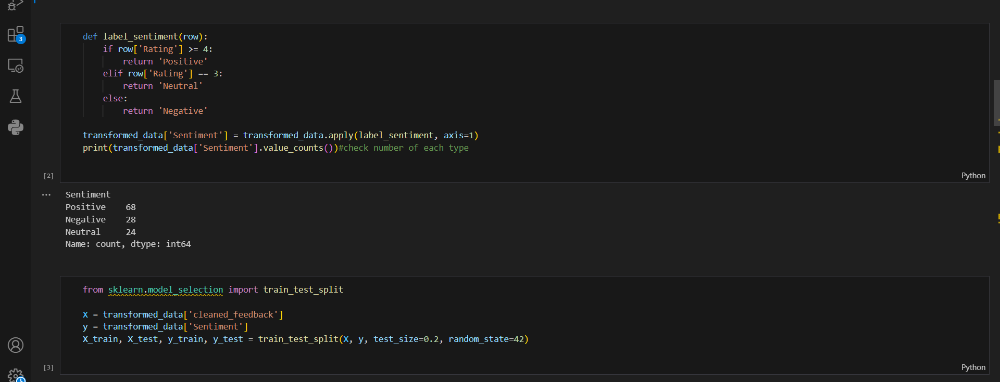 3
def label_sentiment(row):
    if row['Rating'] >= 4:
        return 'Positive'
    elif row['Rating'] == 3:
        return 'Neutral'
    else:
        return 'Negative'
transformed_data['Sentiment'] = transformed_data.apply(label_sentiment, axis=1)
print(transformed_data['Sentiment'].value_counts())#check number of each type
[2]
Python
... Sentiment
Positive    68
Negative    28
Neutral     24
Name: count, dtype: int64
from sklearn.model_selection import train_test_split
X = transformed_data['cleaned_feedback']
y = transformed_data['Sentiment']
X_train, X_test, y_train, y_test = train_test_split(X, y, test_size=0.2, random_state=42)
[3]
Python